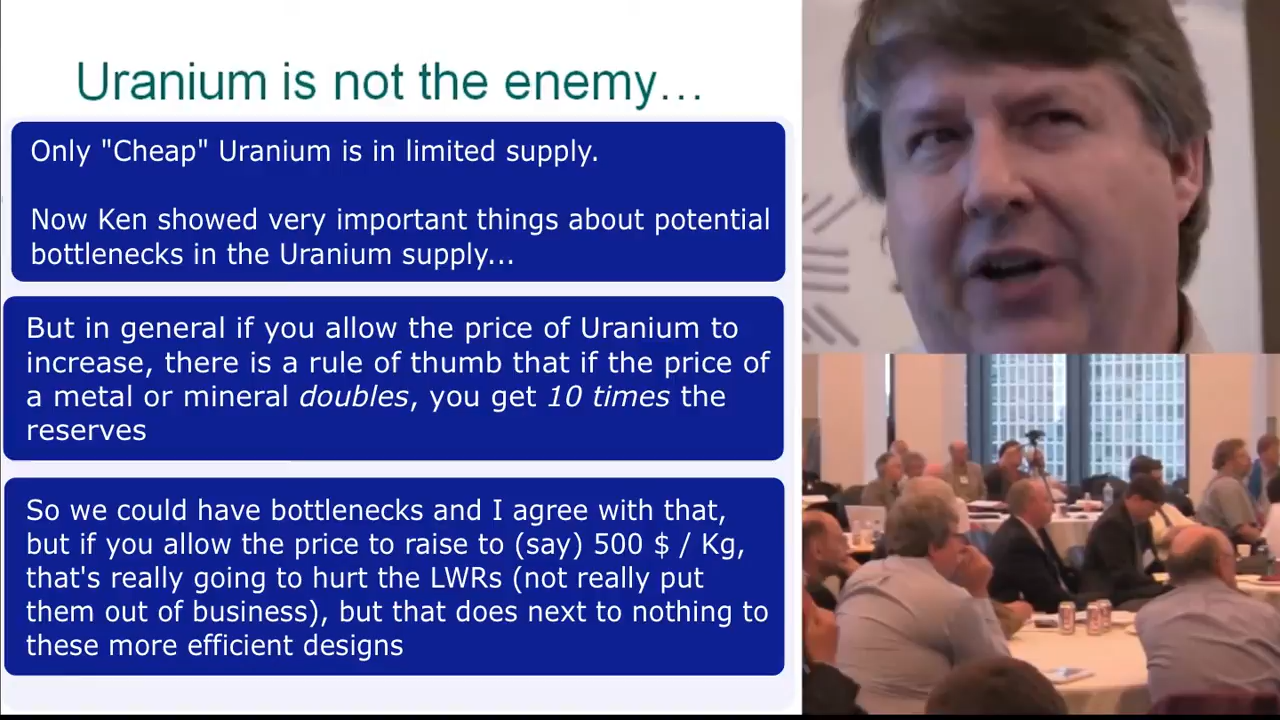 Uranium is not the enemy...
Only "Cheap" Uranium is in limited supply.
Now Ken showed very important things about potential
bottlenecks in the Uranium supply...
But in general if you allow the price of Uranium to
increase, there is a rule of thumb that if the price of
a metal or mineral doubles, you get 10 times the
reserves
So we could have bottlenecks and I agree with that,
but if you allow the price to raise to (say) 500 $ / Kg,
that's really going to hurt the LWRs (not really put
them out of business), but that does next to nothing to
these more efficient designs